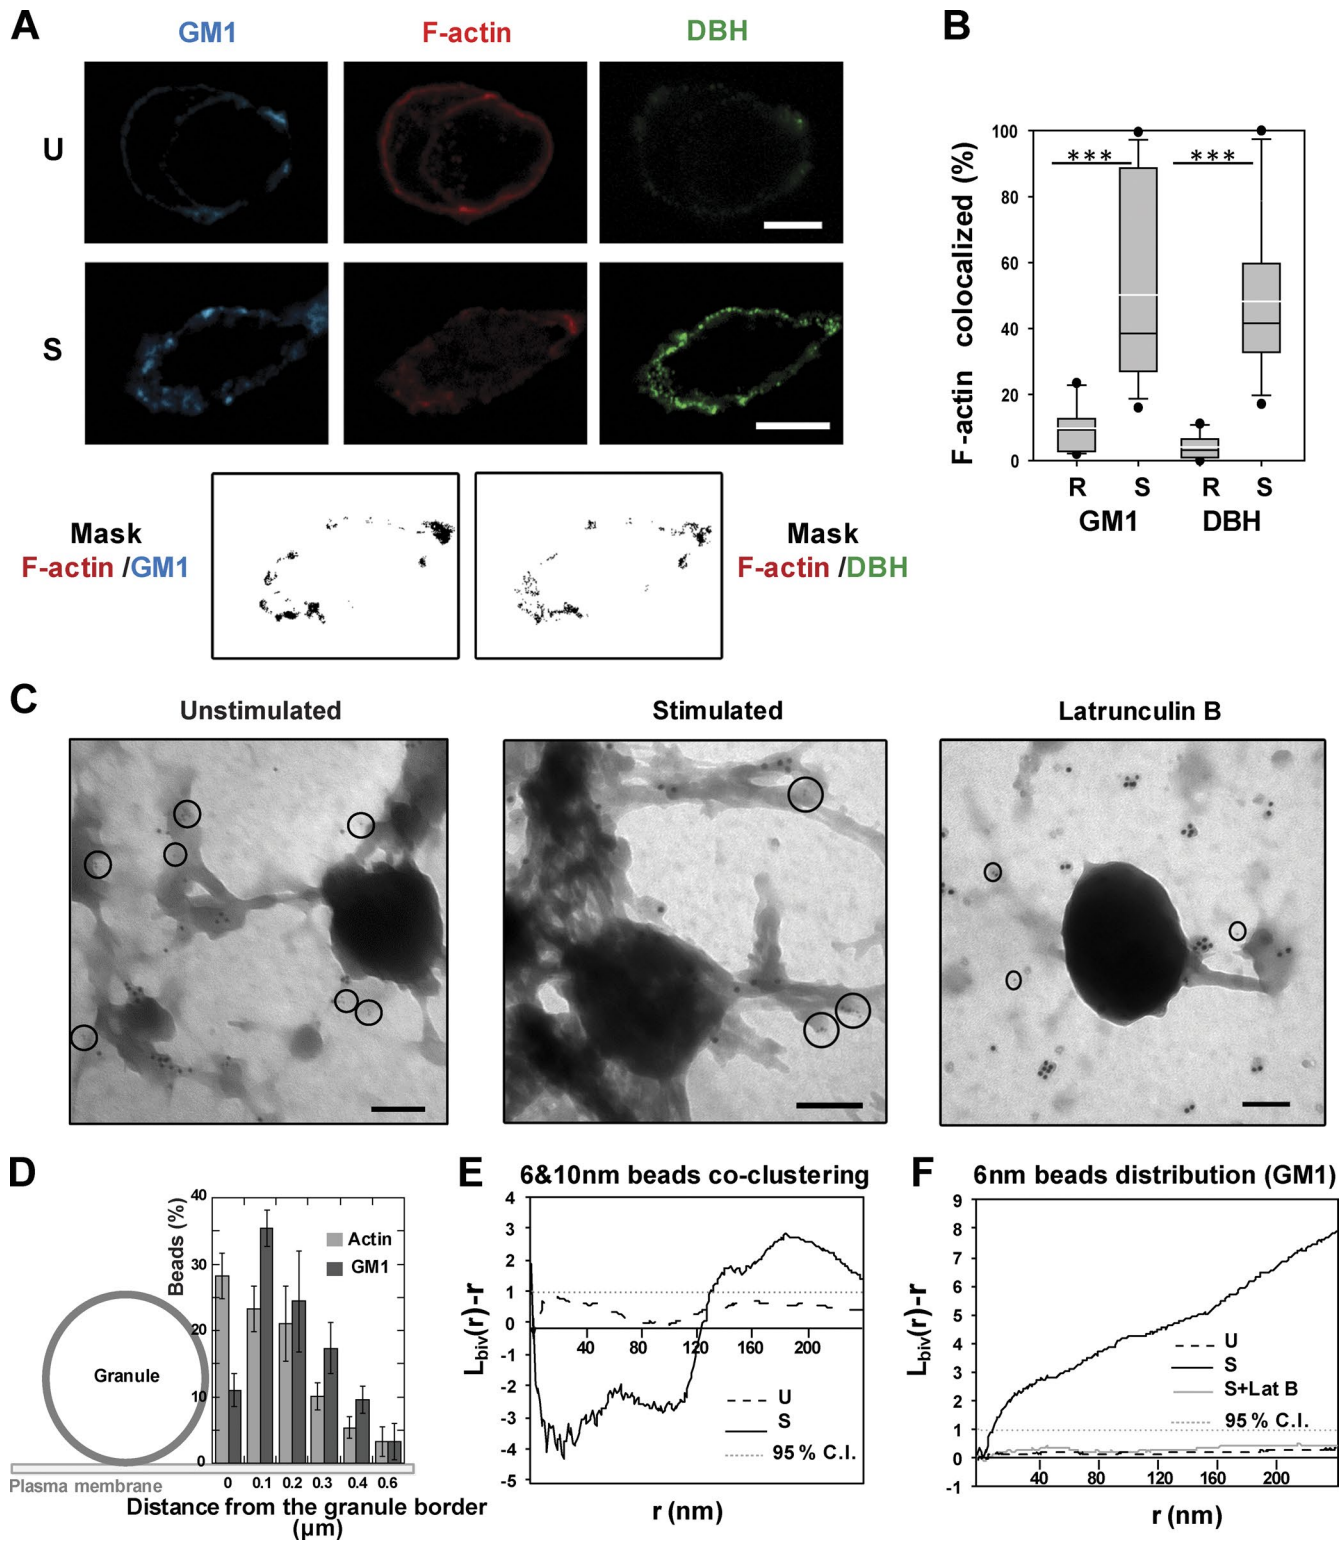 A
GM1
F-actin
DBH
U
S
Mask
F-actin /GM1
Mask
F-actin /DBH
B
F-actin colocalized (%)
100
80
60
40
20
0
***
***
R
S
R
S
GM1
DBH
C
Unstimulated
Stimulated
Latrunculin B
D
Beads (%)
40
30
20
10
0
Actin
GM1
Granule
Plasma membrane
0
0.1
0.2
0.3
0.4
0.6
Distance from the granule border
(µm)
E
6&10nm beads co-clustering
Lbiv(r)-r
4
3
2
1
0
-1
-2
-3
-4
-5
40
80
120
160
200
U
S
95 % C.I.
r (nm)
F
6nm beads distribution (GM1)
Lbiv(r)-r
9
8
7
6
5
4
3
2
1
0
-1
40
80
120
160
200
U
S
S+Lat B
95 % C.I.
r (nm)